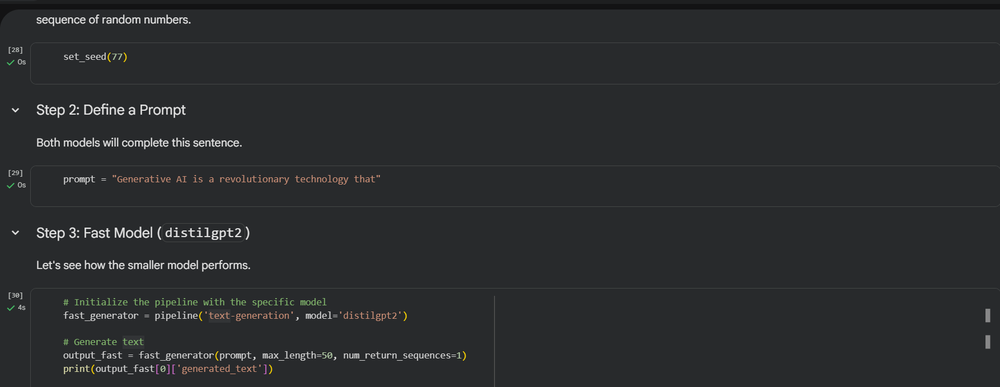 sequence of random numbers.
[28]
0s
set_seed(77)
Step 2: Define a Prompt
Both models will complete this sentence.
[29]
0s
prompt = "Generative AI is a revolutionary technology that"
Step 3: Fast Model (distilgpt2)
Let's see how the smaller model performs.
[30]
4s
# Initialize the pipeline with the specific model
fast_generator = pipeline('text-generation', model='distilgpt2')
# Generate text
output_fast = fast_generator(prompt, max_length=50, num_return_sequences=1)
print(output_fast[0]['generated_text'])